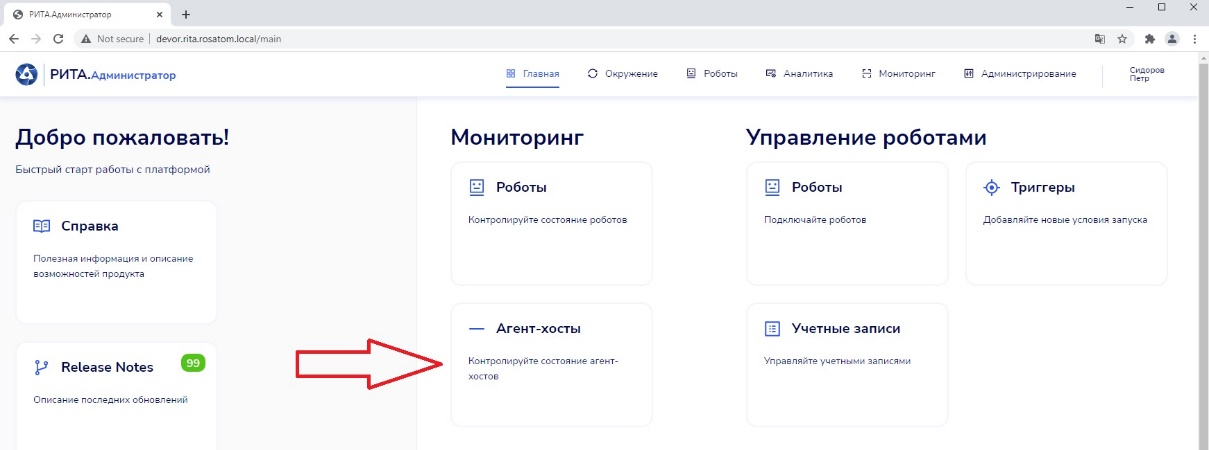 РИТА.Администратор
Not secure | devor.rita.rosatom.local/main
РИТА.Администратор
Главная
Окружение
Роботы
Аналитика
Мониторинг
Администрирование
Сидоров
Петр
Добро пожаловать!
Быстрый старт работы с платформой
Справка
Полезная информация и описание
возможностей продукта
Release Notes
99
Описание последних обновлений
Мониторинг
Роботы
Контролируйте состояние роботов
Агент-хосты
Контролируйте состояние агент-
хостов
Управление роботами
Роботы
Подключайте роботов
Триггеры
Добавляйте новые условия запуска
Учетные записи
Управляйте учетными записями